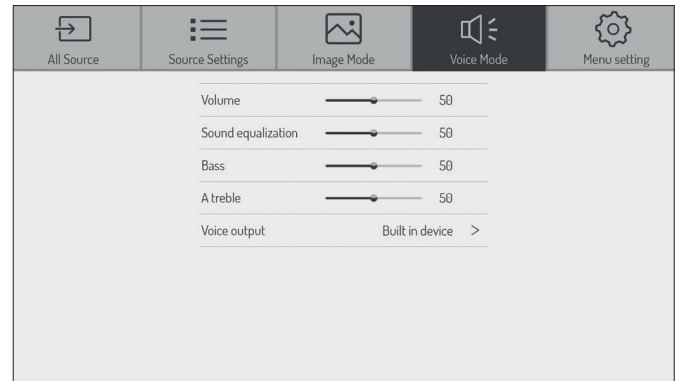 All Source
Source Settings
Image Mode
Voice Mode
Menu setting
Volume 50
Sound equalization 50
Bass 50
A treble 50
Voice output Built in device >